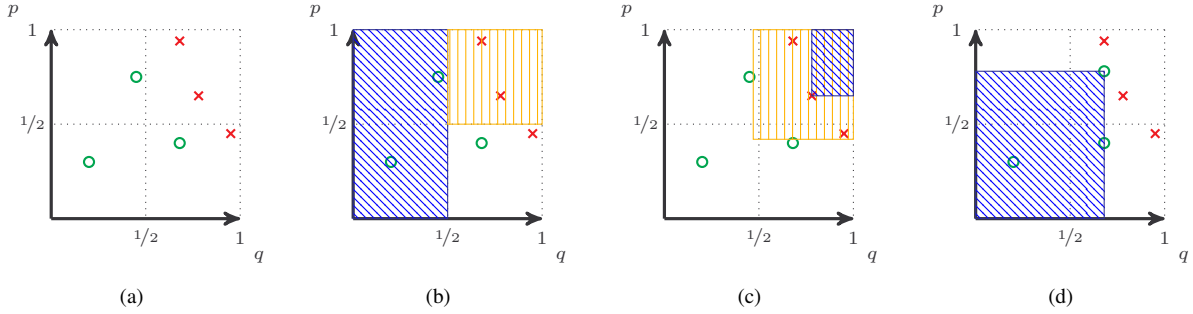 p p p p
1 1 1 1
1/2 1/2 1/2 1/2
1/2 1 1/2 1 1/2 1 1/2 1
q q q q
(a) (b) (c) (d)